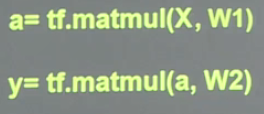 a= tf.matmul(X, W1)
y= tf.matmul(a, W2)